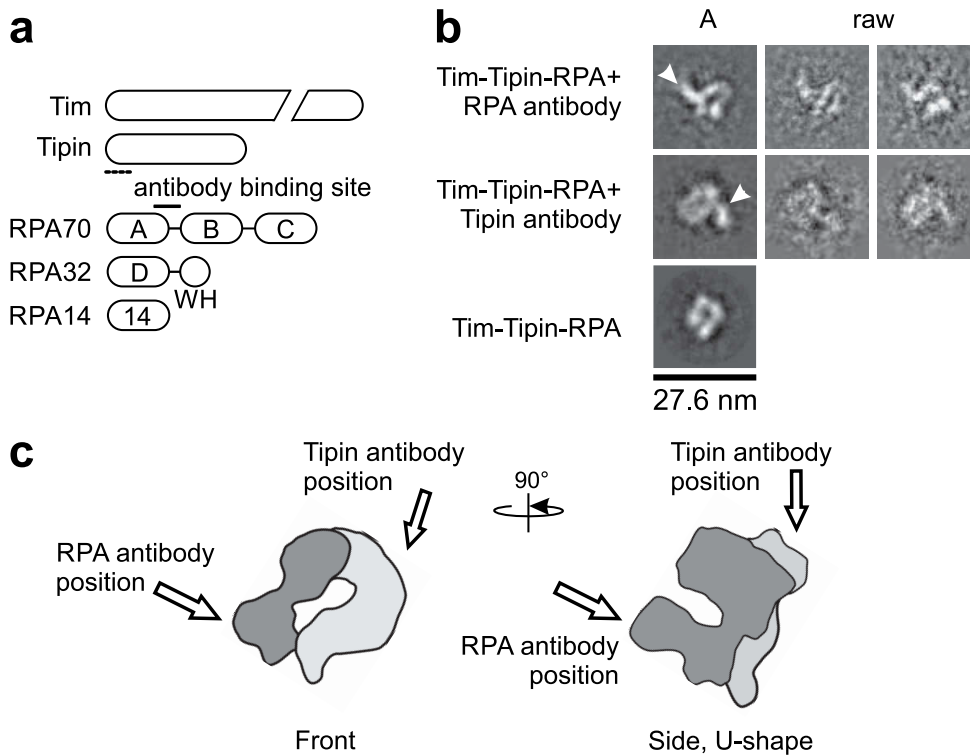 a
Tim
Tipin
antibody binding site
RPA70
A
B
C
RPA32
D
WH
RPA14
14
b
A
raw
Tim-Tipin-RPA+
RPA antibody
Tim-Tipin-RPA+
Tipin antibody
Tim-Tipin-RPA
27.6 nm
c
Tipin antibody
position
RPA antibody
position
Front
90°
Tipin antibody
position
RPA antibody
position
Side, U-shape